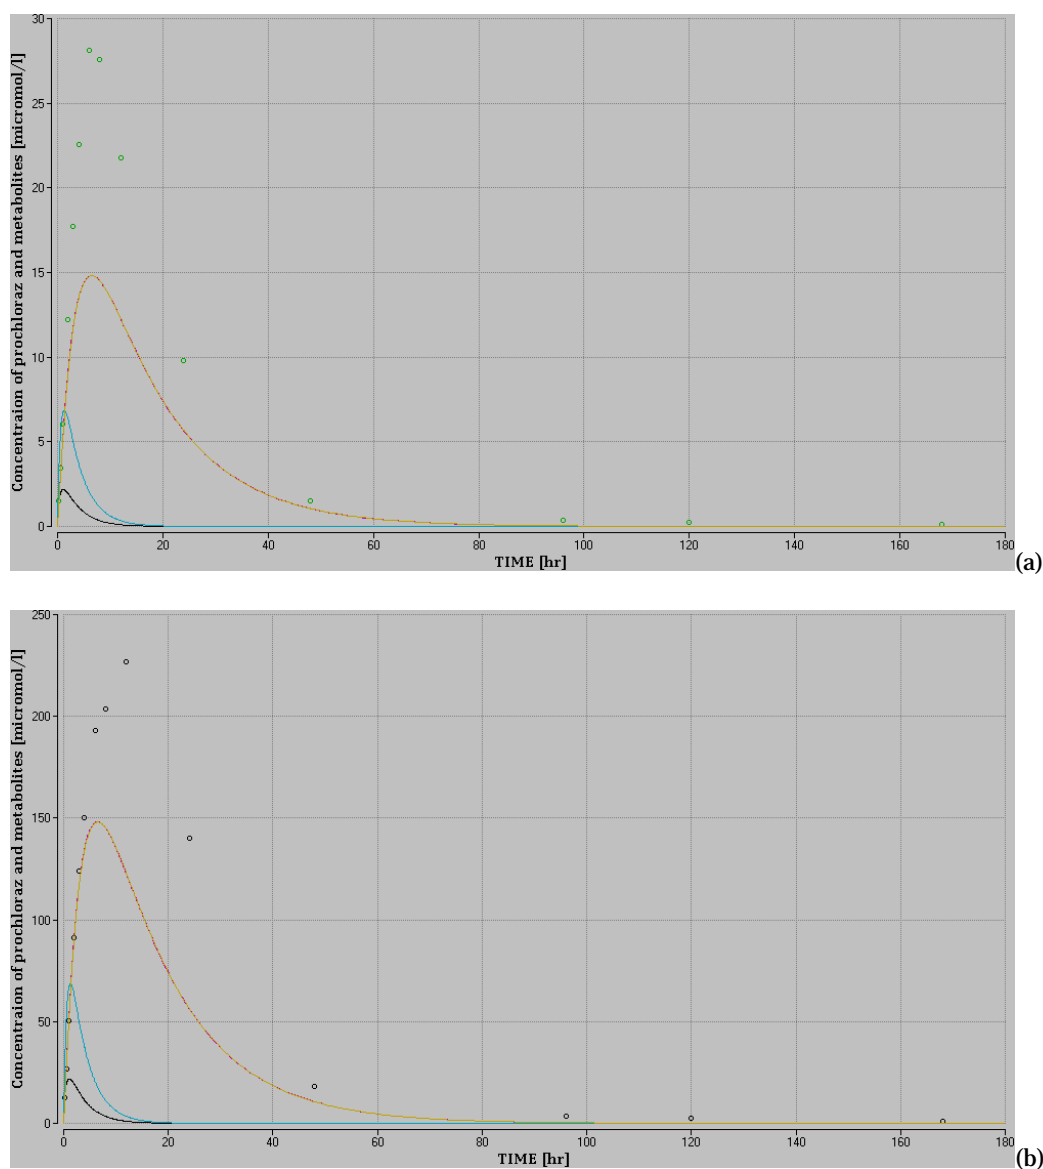 Concentraion of prochloraz and metabolites [micromol/l]
30
25
20
15
10
5
0
0 20 40 60 80 100 120 140 160 180
TIME [hr]
(a)
Concentraion of prochloraz and metabolites [micromol/l]
250
200
150
100
50
0
0 20 40 60 80 100 120 140 160 180
TIME [hr]
(b)